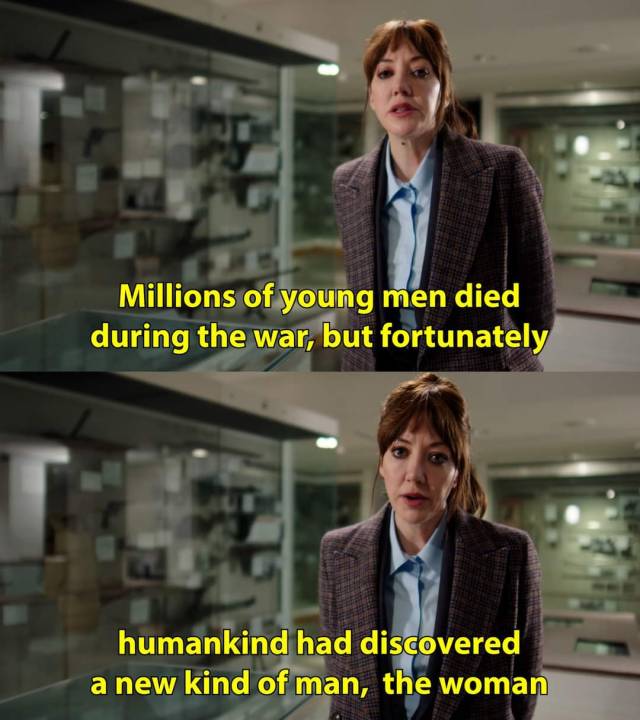 Millions of young men died
during the war, but fortunately
humankind had discovered
a new kind of man, the woman